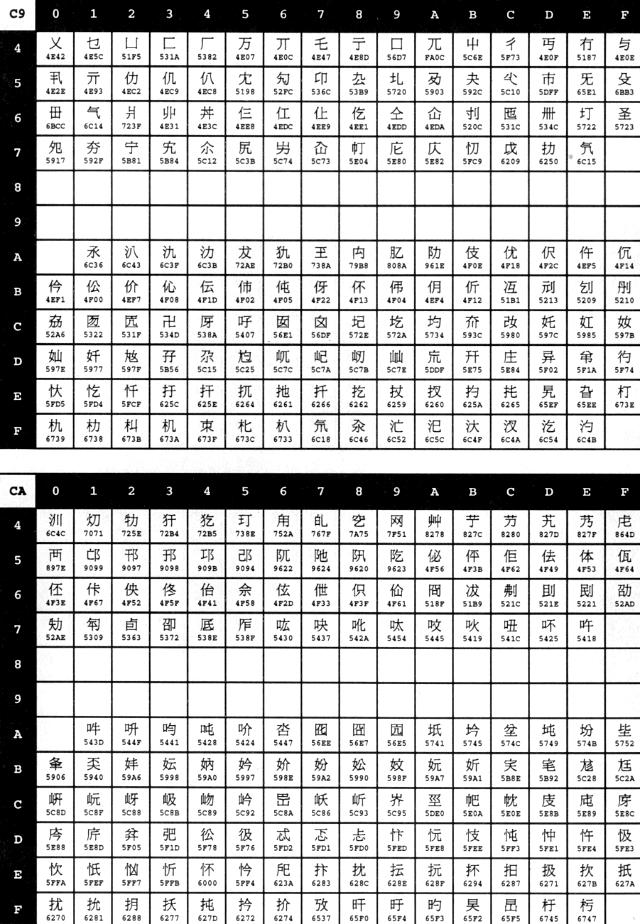 C9 0 1 2 3 4 5 6 7 8 9 A B C D E F
4 乂 乜 凵 匚 厂 万 丌 乇 亍 囗 兀 屮 彳 丏 冇 与
4E42 4E5C 51F5 531A 5382 4E07 4E0C 4E47 4E8D 56D7 FA0C 5C6E 5F73 4E0F 5187 4E0E
5 丮 亓 仂 仉 仈 冘 勼 卬 厹 圠 夃 夬 尐 巿 旡 殳
4E2E 4E93 4EC2 4EC9 4EC8 5198 52FC 536C 53B9 5720 5903 592C 5C10 5DFF 65E1 6BB3
6 毌 气 爿 丱 丼 仨 仜 仩 仡 仝 仚 刌 匜 卌 圢 圣
6BCC 6C14 723F 4E31 4E3C 4EE8 4EDC 4EE9 4EE1 4EDD 4EDA 520C 531C 534C 5722 5723
7 夗 夯 宁 宄 尒 尻 屴 屳 帄 庀 庂 忉 戉 扐 氕
5917 592F 5B81 5B84 5C12 5C3B 5C74 5C73 5E04 5E80 5E82 5FC9 6209 6250 6C15
8
9
A 氶 汃 氿 氻 犮 犰 玊 禸 肊 阞 伎 优 伬 仵 伔
6C36 6C43 6C3F 6C3B 72AE 72B0 738A 79B8 808A 961E 4F0E 4F18 4F2C 4EF5 4F14
B 仱 伀 价 伈 伝 伂 伅 伢 伓 伄 仴 伒 冱 刓 刉 刐
4EF1 4F00 4EF7 4F08 4F1D 4F02 4F05 4F22 4F13 4F04 4EF4 4F12 51B1 5213 5209 5210
C 劦 匢 匟 卍 厊 吇 囡 囟 圮 圪 圴 夼 妀 奼 妅 奻
52A6 5322 531F 534D 538A 5407 56E1 56DF 572E 572A 5734 593C 5980 597C 5985 597B
D 奾 奷 奿 孖 尕 尥 屼 屺 屻 屾 巟 幵 庄 异 弚 彴
597E 5977 597F 5B56 5C15 5C25 5C7C 5C7A 5C7B 5C7E 5DDF 5E75 5E84 5F02 5F1A 5F74
E 忕 忔 忏 扜 扞 扤 扡 扦 扢 扙 扠 扚 扥 旯 旮 朾
5FD5 5FD4 5FCF 625C 625E 6264 6261 6266 6262 6259 6260 625A 6265 65EF 65EE 673E
F 朹 朸 朻 机 朿 朼 朳 氘 汆 汒 汜 汏 汊 汔 汋
6739 6738 673B 673A 673F 673C 6733 6C18 6C46 6C52 6C5C 6C4F 6C4A 6C54 6C4B
CA 0 1 2 3 4 5 6 7 8 9 A B C D E F
4 汌 灱 牞 犴 犵 玎 甪 癿 穵 网 艸 艼 芀 艽 艿 虍
6C4C 7071 725E 72B4 72B5 738E 752A 767F 7A75 7F51 8278 827C 8280 827D 827F 864D
5 襾 邙 邗 邘 邛 邔 阢 阤 阠 阣 佖 伻 佢 佉 体 佤
897E 9099 9097 9098 909B 9094 9622 9624 9620 9623 4F56 4F3B 4F62 4F49 4F53 4F64
6 伾 佧 佒 佟 佁 佘 伭 伳 伿 佡 冏 冹 刜 刞 刡 劭
4F3E 4F67 4F52 4F5F 4F41 4F58 4F2D 4F33 4F3F 4F61 518F 51B9 521C 521E 5221 52AD
7 劮 匉 卣 卲 厎 厏 吰 吷 吪 呔 呅 吙 吜 吥 吘
52AE 5309 5363 5372 538E 538F 5430 5437 542A 5454 5445 5419 541C 5425 5418
8
9
A 吽 呏 呁 吨 吤 呇 囮 囧 囥 坁 坅 坌 坉 坋 坒
543D 544F 5441 5428 5424 5447 56EE 56E7 56E5 5741 5745 574C 5749 574B 5752
B 夆 奀 妦 妘 妠 妗 妎 妢 妐 妏 妧 妡 宎 宒 尨 尪
5906 5940 59A6 5998 59A0 5997 598E 59A2 5990 598F 59A7 59A1 5B8E 5B92 5C28 5C2A
C 岍 岏 岈 岋 岉 岒 岊 岆 岓 岕 巠 帊 帎 庋 庉 庌
5C8D 5C8F 5C88 5C8B 5C89 5C92 5C8A 5C86 5C93 5C95 5DE0 5E0A 5E0E 5E8B 5E89 5E8C
D 庈 庍 弅 弝 彸 彶 忒 忑 忐 忭 忨 忮 忳 忡 忤 忣
5E88 5E8D 5F05 5F1D 5F78 5F76 5FD2 5FD1 5FD0 5FED 5FE8 5FEE 5FF3 5FE1 5FE4 5FE3
E 忺 忯 忷 忻 怀 忴 戺 抃 抌 抎 抏 抔 抇 扱 扻 扺
5FFA 5FEF 5FF7 5FFB 6000 5FF4 623A 6283 628C 628E 628F 6294 6287 6271 627B 627A
F 扰 抁 抈 扷 扽 扲 扴 攷 旰 旴 旳 旲 旵 杅 杇
6270 6281 6288 6277 627D 6272 6274 6537 65F0 65F4 65F3 65F2 65F5 6745 6747